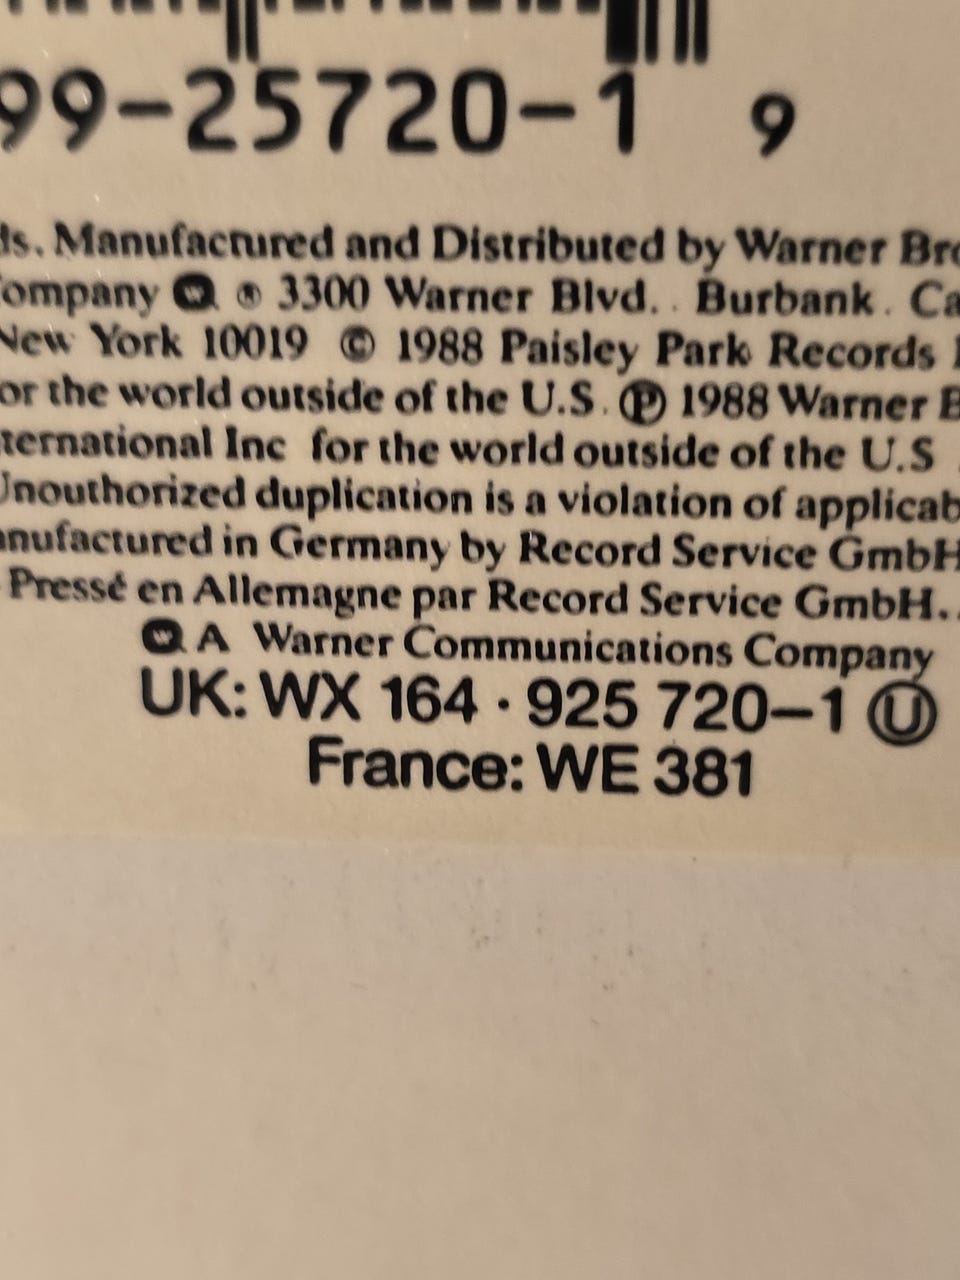 99-25720-1 9
ds. Manufactured and Distributed by Warner Bro
ompany ® 3300 Warner Blvd.. Burbank. Ca
New York 10019 © 1988 Paisley Park Records
or the world outside of the U.S. ℗ 1988 Warner B
ternational Inc for the world outside of the U.S
Unouthorized duplication is a violation of applicab
anufactured in Germany by Record Service GmbH
Pressé en Allemagne par Record Service GmbH..
A Warner Communications Company
UK: WX 164 · 925 720-1 Ⓤ
France: WE 381